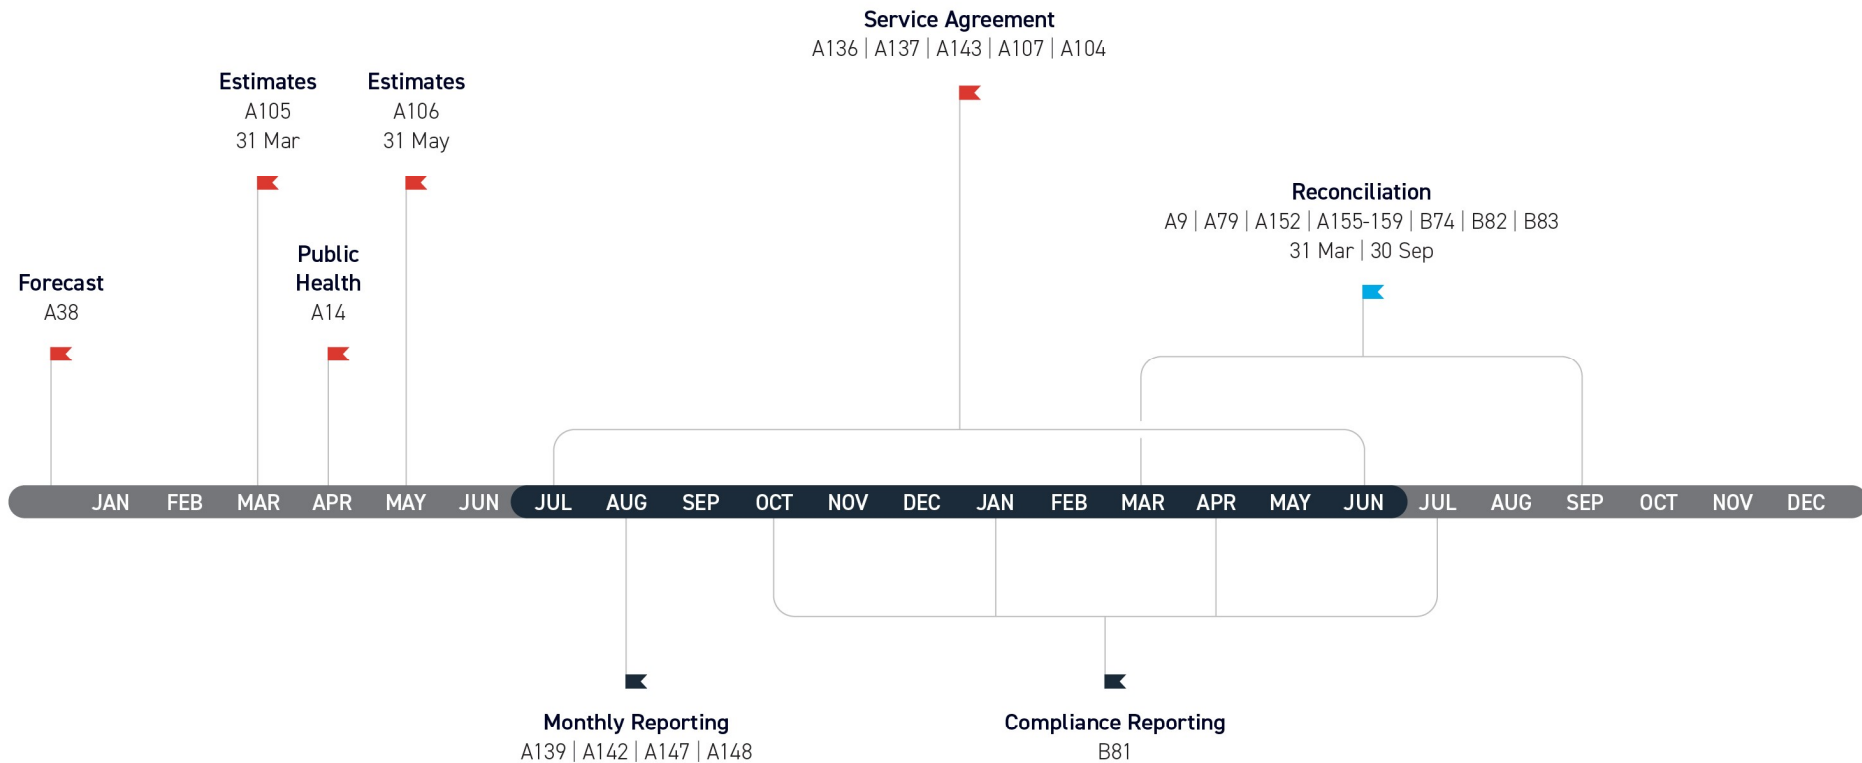 Service Agreement
A136 | A137 | A143 | A107 | A104
Estimates
A105
31 Mar
Estimates
A106
31 May
Reconciliation
A9 | A79 | A152 | A155-159 | B74 | B82 | B83
31 Mar | 30 Sep
Public
Health
A14
Forecast
A38
JAN FEB MAR APR MAY JUN JUL AUG SEP OCT NOV DEC JAN FEB MAR APR MAY JUN JUL AUG SEP OCT NOV DEC
Monthly Reporting
A139 | A142 | A147 | A148
Compliance Reporting
B81